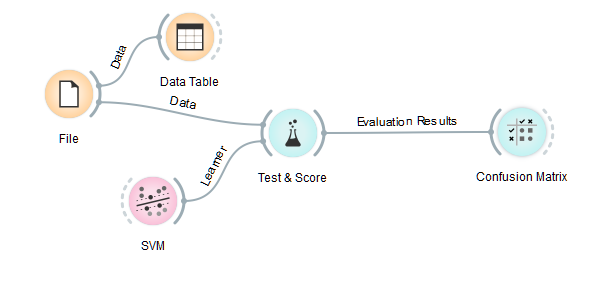 Data
Data Table
Data
File
Evaluation Results
Learner
Test & Score
Confusion Matrix
SVM